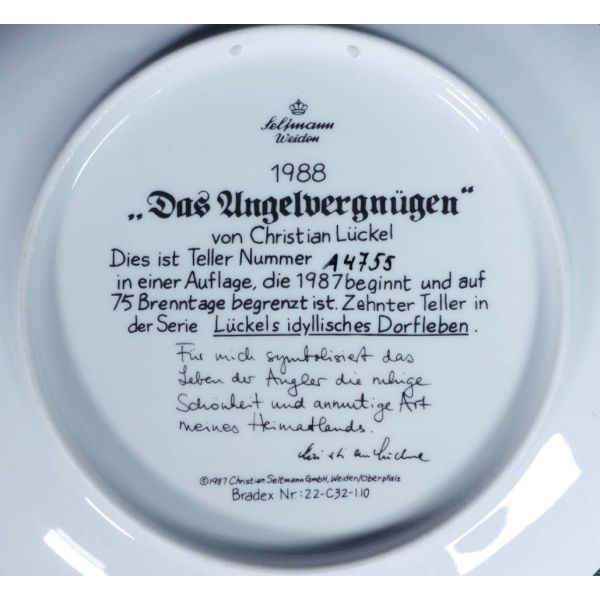 Seltmann
Weiden
1988
„Das Angelvergnügen“
von Christian Lückel
Dies ist Teller Nummer A4755
in einer Auflage, die 1987 beginnt und auf
75 Brenntage begrenzt ist. Zehnter Teller in
der Serie Lückels idyllisches Dorfleben.
Für mich symbolisiert das
Leben der Angler die ruhige
Schönheit und anmutige Art
meines Heimatlands.
Christian Lückel
©1987 Christian Seltmann GmbH, Weiden/Oberpfalz
Bradex Nr.: 22-C32-1.10